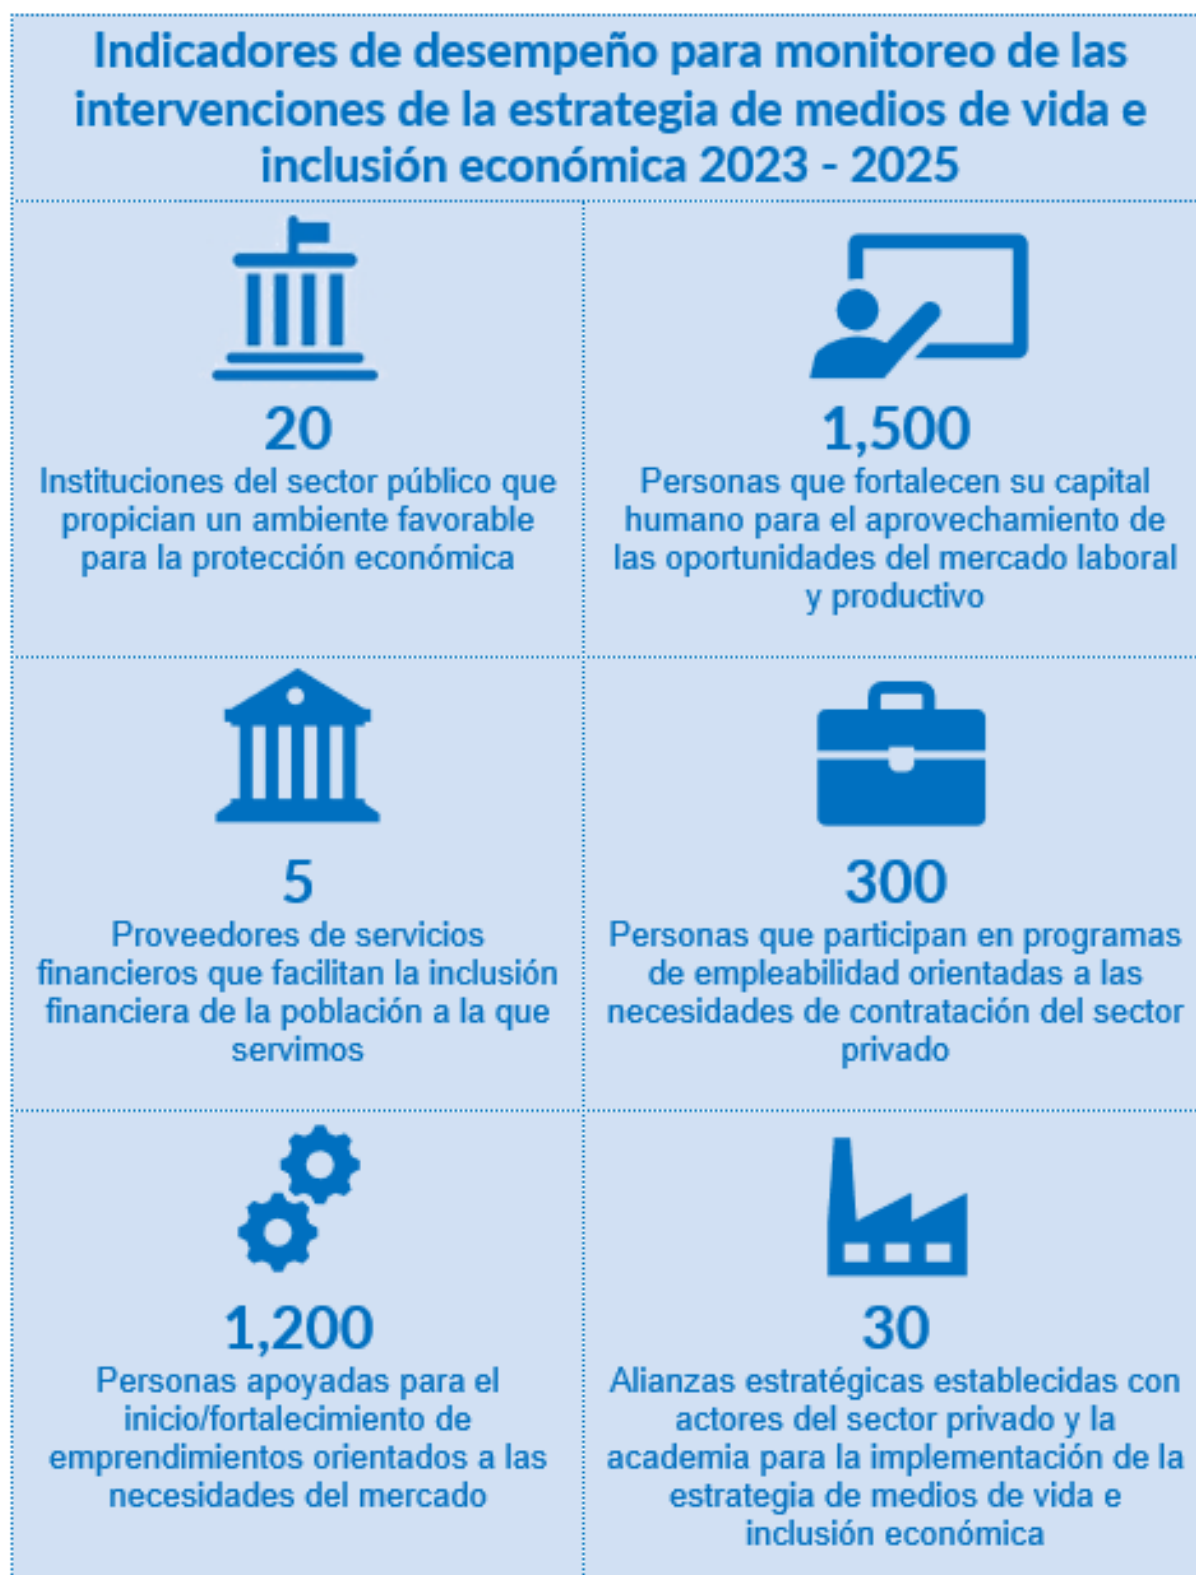 Indicadores de desempeño para monitoreo de las
intervenciones de la estrategia de medios de vida e
inclusión económica 2023 - 2025
20
Instituciones del sector público que
propician un ambiente favorable
para la protección económica
1,500
Personas que fortalecen su capital
humano para el aprovechamiento de
las oportunidades del mercado laboral
y productivo
5
Proveedores de servicios
financieros que facilitan la inclusión
financiera de la población a la que
servimos
300
Personas que participan en programas
de empleabilidad orientadas a las
necesidades de contratación del sector
privado
1,200
Personas apoyadas para el
inicio/fortalecimiento de
emprendimientos orientados a las
necesidades del mercado
30
Alianzas estratégicas establecidas con
actores del sector privado y la
academia para la implementación de la
estrategia de medios de vida e
inclusión económica